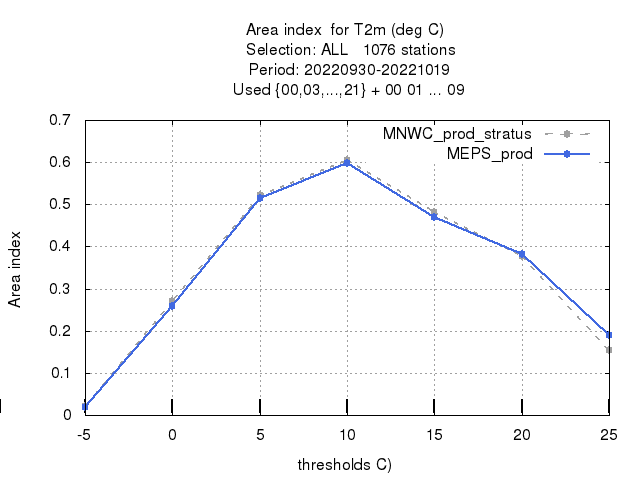 Area index for T2m (deg C)
Selection: ALL 1076 stations
Period: 20220930-20221019
Used {00,03,...,21} + 00 01 ... 09
MNWC_prod_stratus
MEPS_prod
Area index
0.7
0.6
0.5
0.4
0.3
0.2
0.1
0
-5 0 5 10 15 20 25
thresholds C)